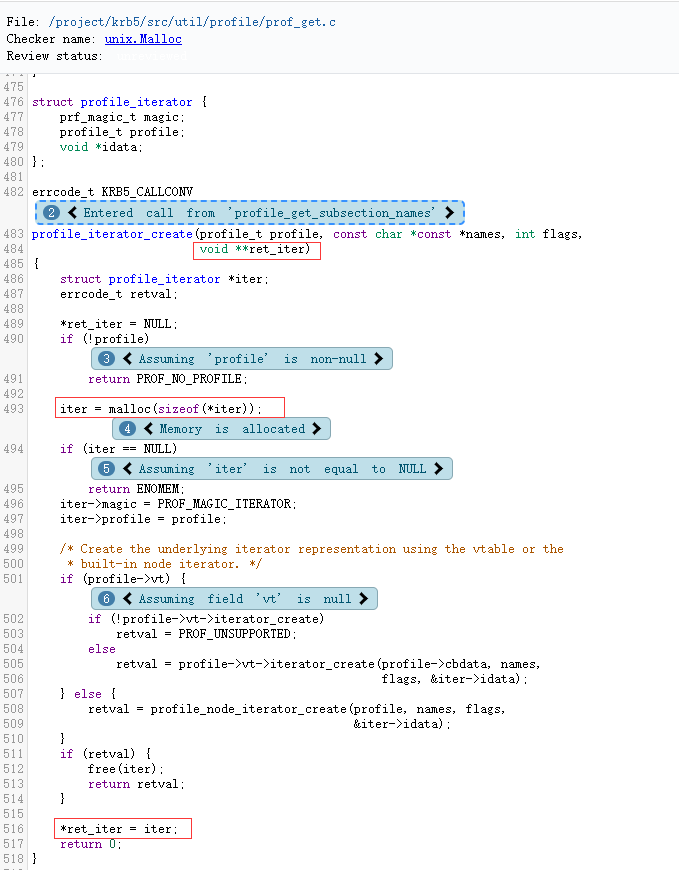 File: /project/krb5/src/util/profile/prof_get.c
Checker name: unix.Malloc
Review status:
475
476 struct profile_iterator {
477     prf_magic_t magic;
478     profile_t profile;
479     void *idata;
480 };
481
482 errcode_t KRB5_CALLCONV
2 Entered call from 'profile_get_subsection_names'
483 profile_iterator_create(profile_t profile, const char *const *names, int flags,
484                         void **ret_iter)
485 {
486     struct profile_iterator *iter;
487     errcode_t retval;
488
489     *ret_iter = NULL;
490     if (!profile)
3 Assuming 'profile' is non-null
491         return PROF_NO_PROFILE;
492
493     iter = malloc(sizeof(*iter));
4 Memory is allocated
494     if (iter == NULL)
5 Assuming 'iter' is not equal to NULL
495         return ENOMEM;
496     iter->magic = PROF_MAGIC_ITERATOR;
497     iter->profile = profile;
498
499     /* Create the underlying iterator representation using the vtable or the
500      * built-in node iterator. */
501     if (profile->vt) {
6 Assuming field 'vt' is null
502         if (!profile->vt->iterator_create)
503             retval = PROF_UNSUPPORTED;
504         else
505             retval = profile->vt->iterator_create(profile->cbdata, names,
506                                                   flags, &iter->idata);
507     } else {
508         retval = profile_node_iterator_create(profile, names, flags,
509                                               &iter->idata);
510     }
511     if (retval) {
512         free(iter);
513         return retval;
514     }
515
516     *ret_iter = iter;
517     return 0;
518 }